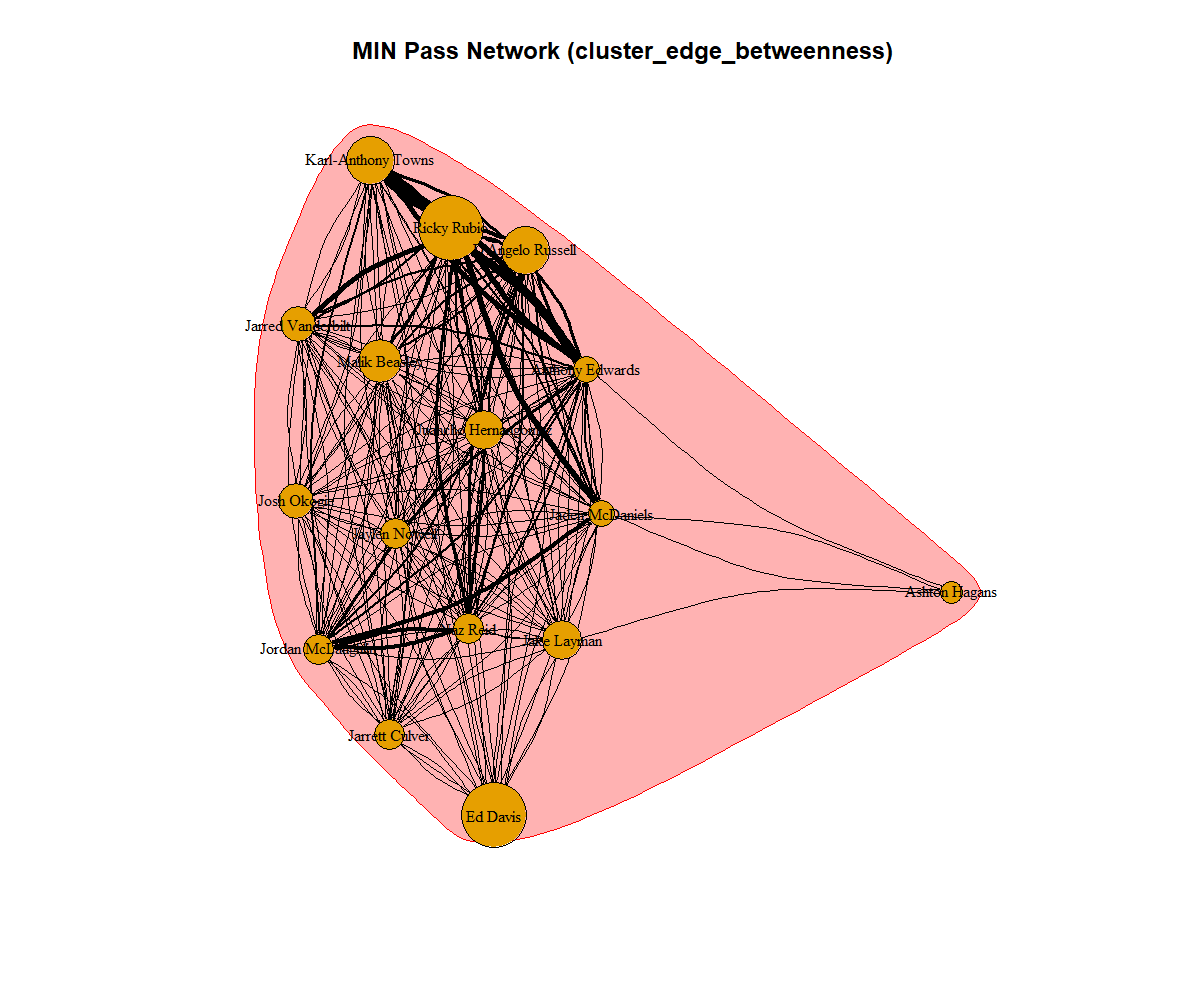 MIN Pass Network (cluster_edge_betweenness)
Karl-Anthony Towns
Ricky Rubio
D'Angelo Russell
Jarred Vanderbilt
Malik Beasley
Anthony Edwards
Juancho Hernangomez
Josh Okogie
Jaden McDaniels
Jaylen Nowell
Ashton Hagans
Naz Reid
Jake Layman
Jordan McLaughlin
Jarrett Culver
Ed Davis